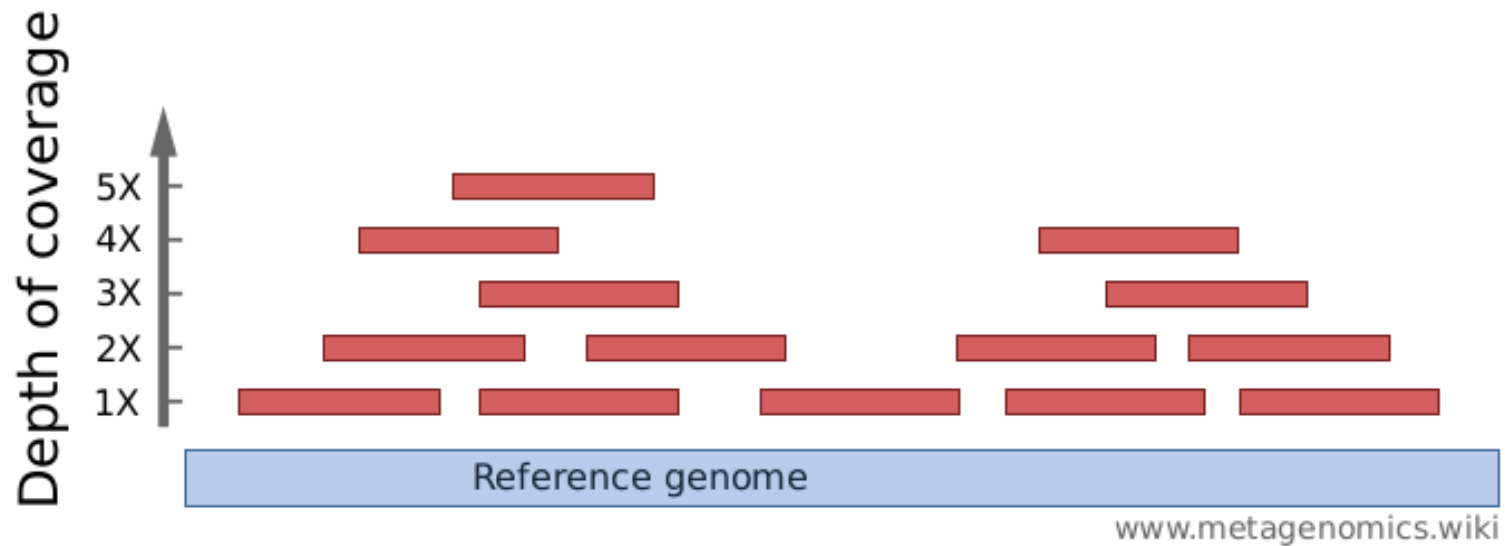 Depth of coverage
5X
4X
3X
2X
1X
Reference genome
www.metagenomics.wiki